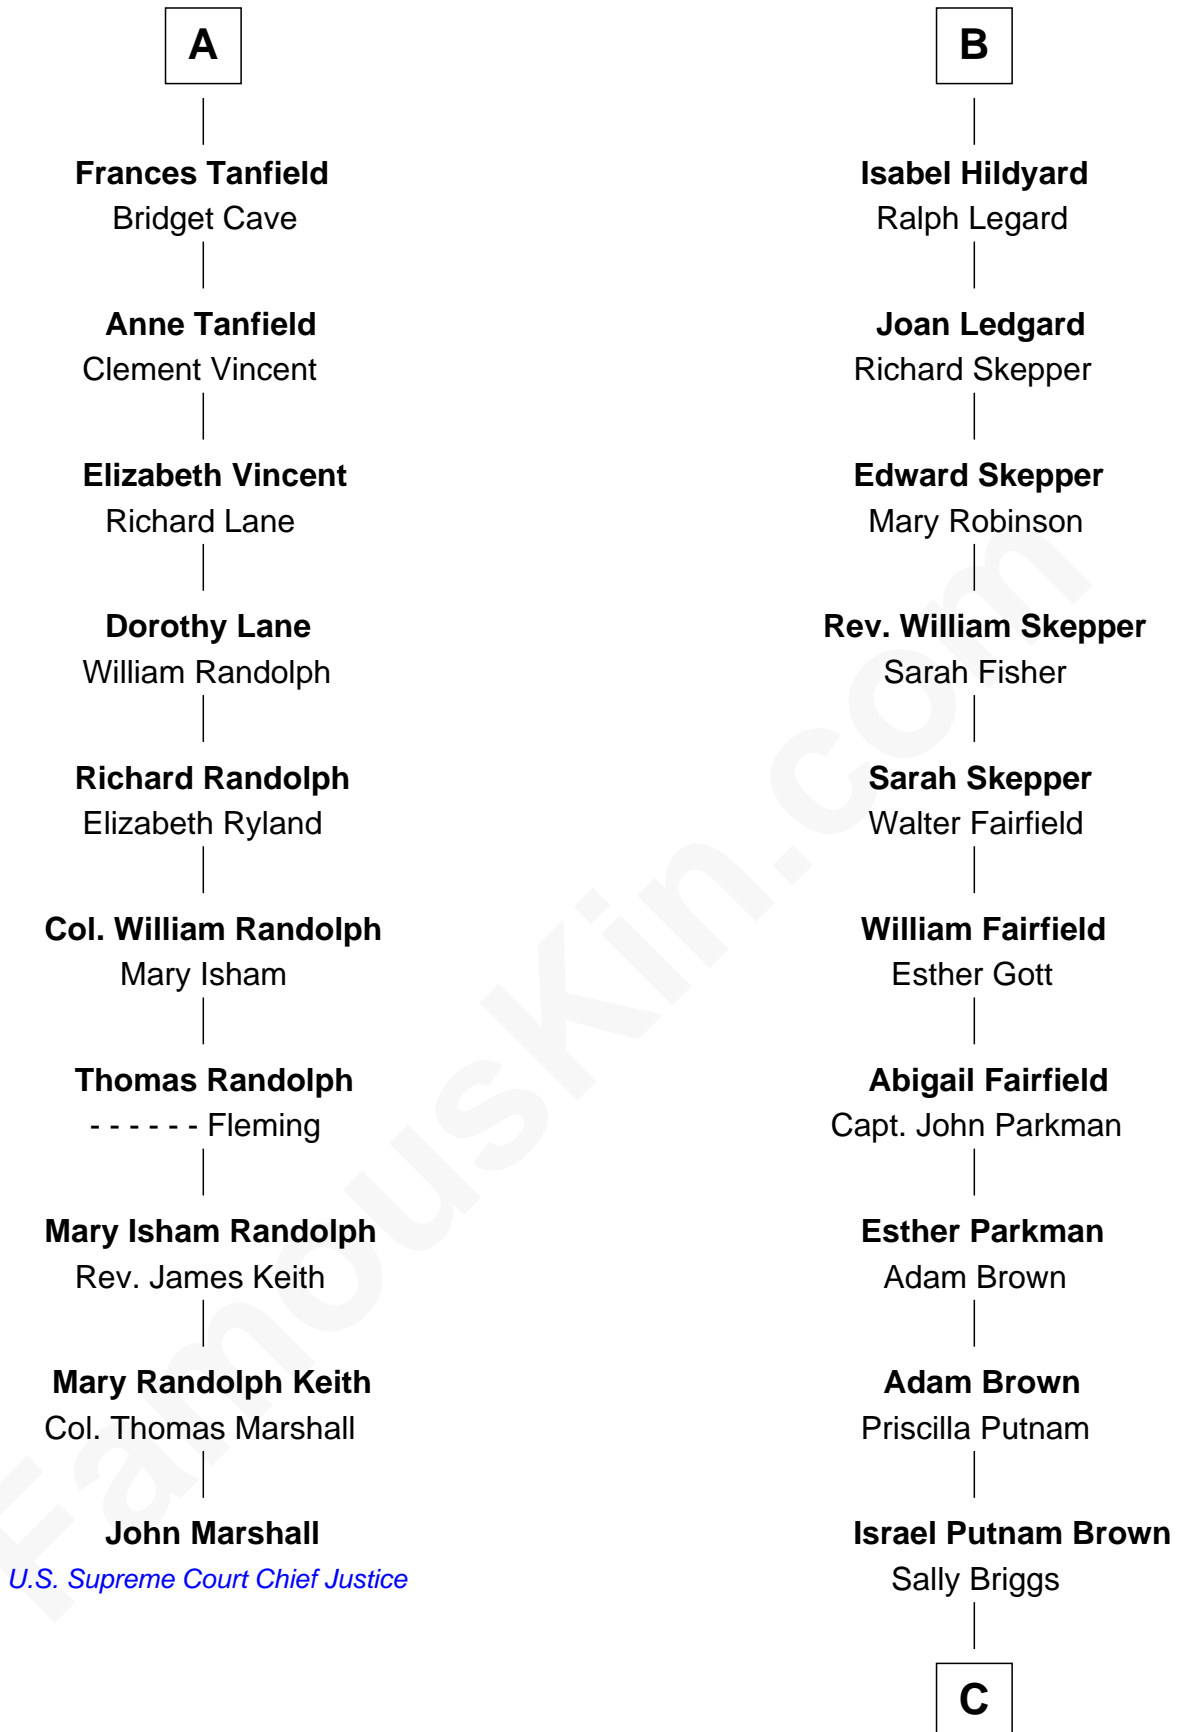 A
Frances Tanfield
Bridget Cave
Anne Tanfield
Clement Vincent
Elizabeth Vincent
Richard Lane
Dorothy Lane
William Randolph
Richard Randolph
Elizabeth Ryland
Col. William Randolph
Mary Isham
Thomas Randolph
- - - - - - Fleming
Mary Isham Randolph
Rev. James Keith
Mary Randolph Keith
Col. Thomas Marshall
John Marshall
U.S. Supreme Court Chief Justice
B
Isabel Hildyard
Ralph Legard
Joan Ledgard
Richard Skepper
Edward Skepper
Mary Robinson
Rev. William Skepper
Sarah Fisher
Sarah Skepper
Walter Fairfield
William Fairfield
Esther Gott
Abigail Fairfield
Capt. John Parkman
Esther Parkman
Adam Brown
Adam Brown
Priscilla Putnam
Israel Putnam Brown
Sally Briggs
C
FamousKin.com